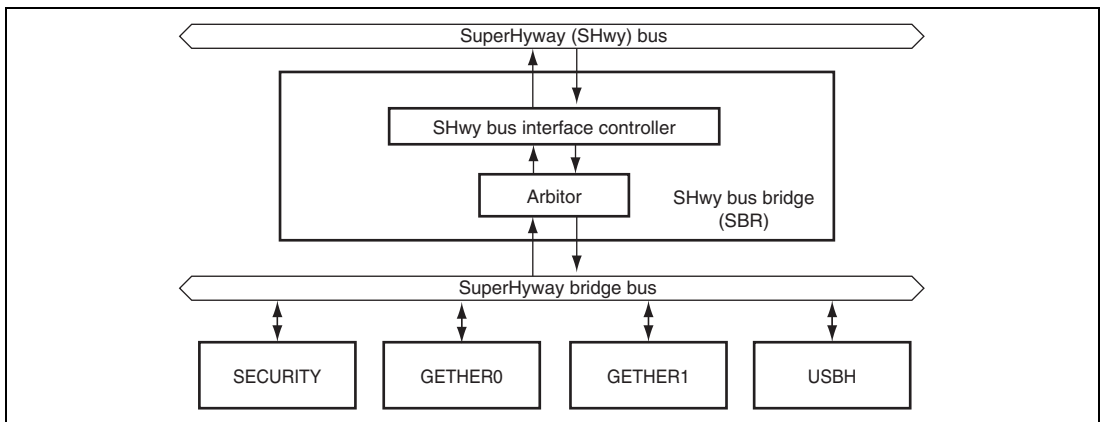 SuperHyway (SHwy) bus
SHwy bus interface controller
Arbitor
SHwy bus bridge
(SBR)
SuperHyway bridge bus
SECURITY
GETHER0
GETHER1
USBH